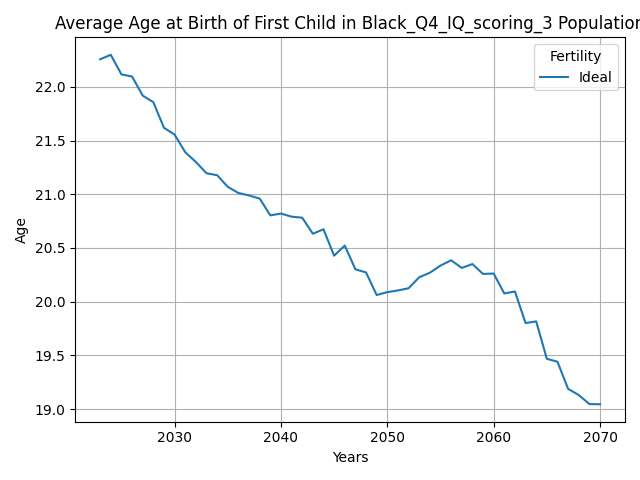 Average Age at Birth of First Child in Black_Q4_IQ_scoring_3 Population
Fertility
Ideal
22.0
21.5
21.0
20.5
20.0
19.5
19.0
Age
2030 2040 2050 2060 2070
Years